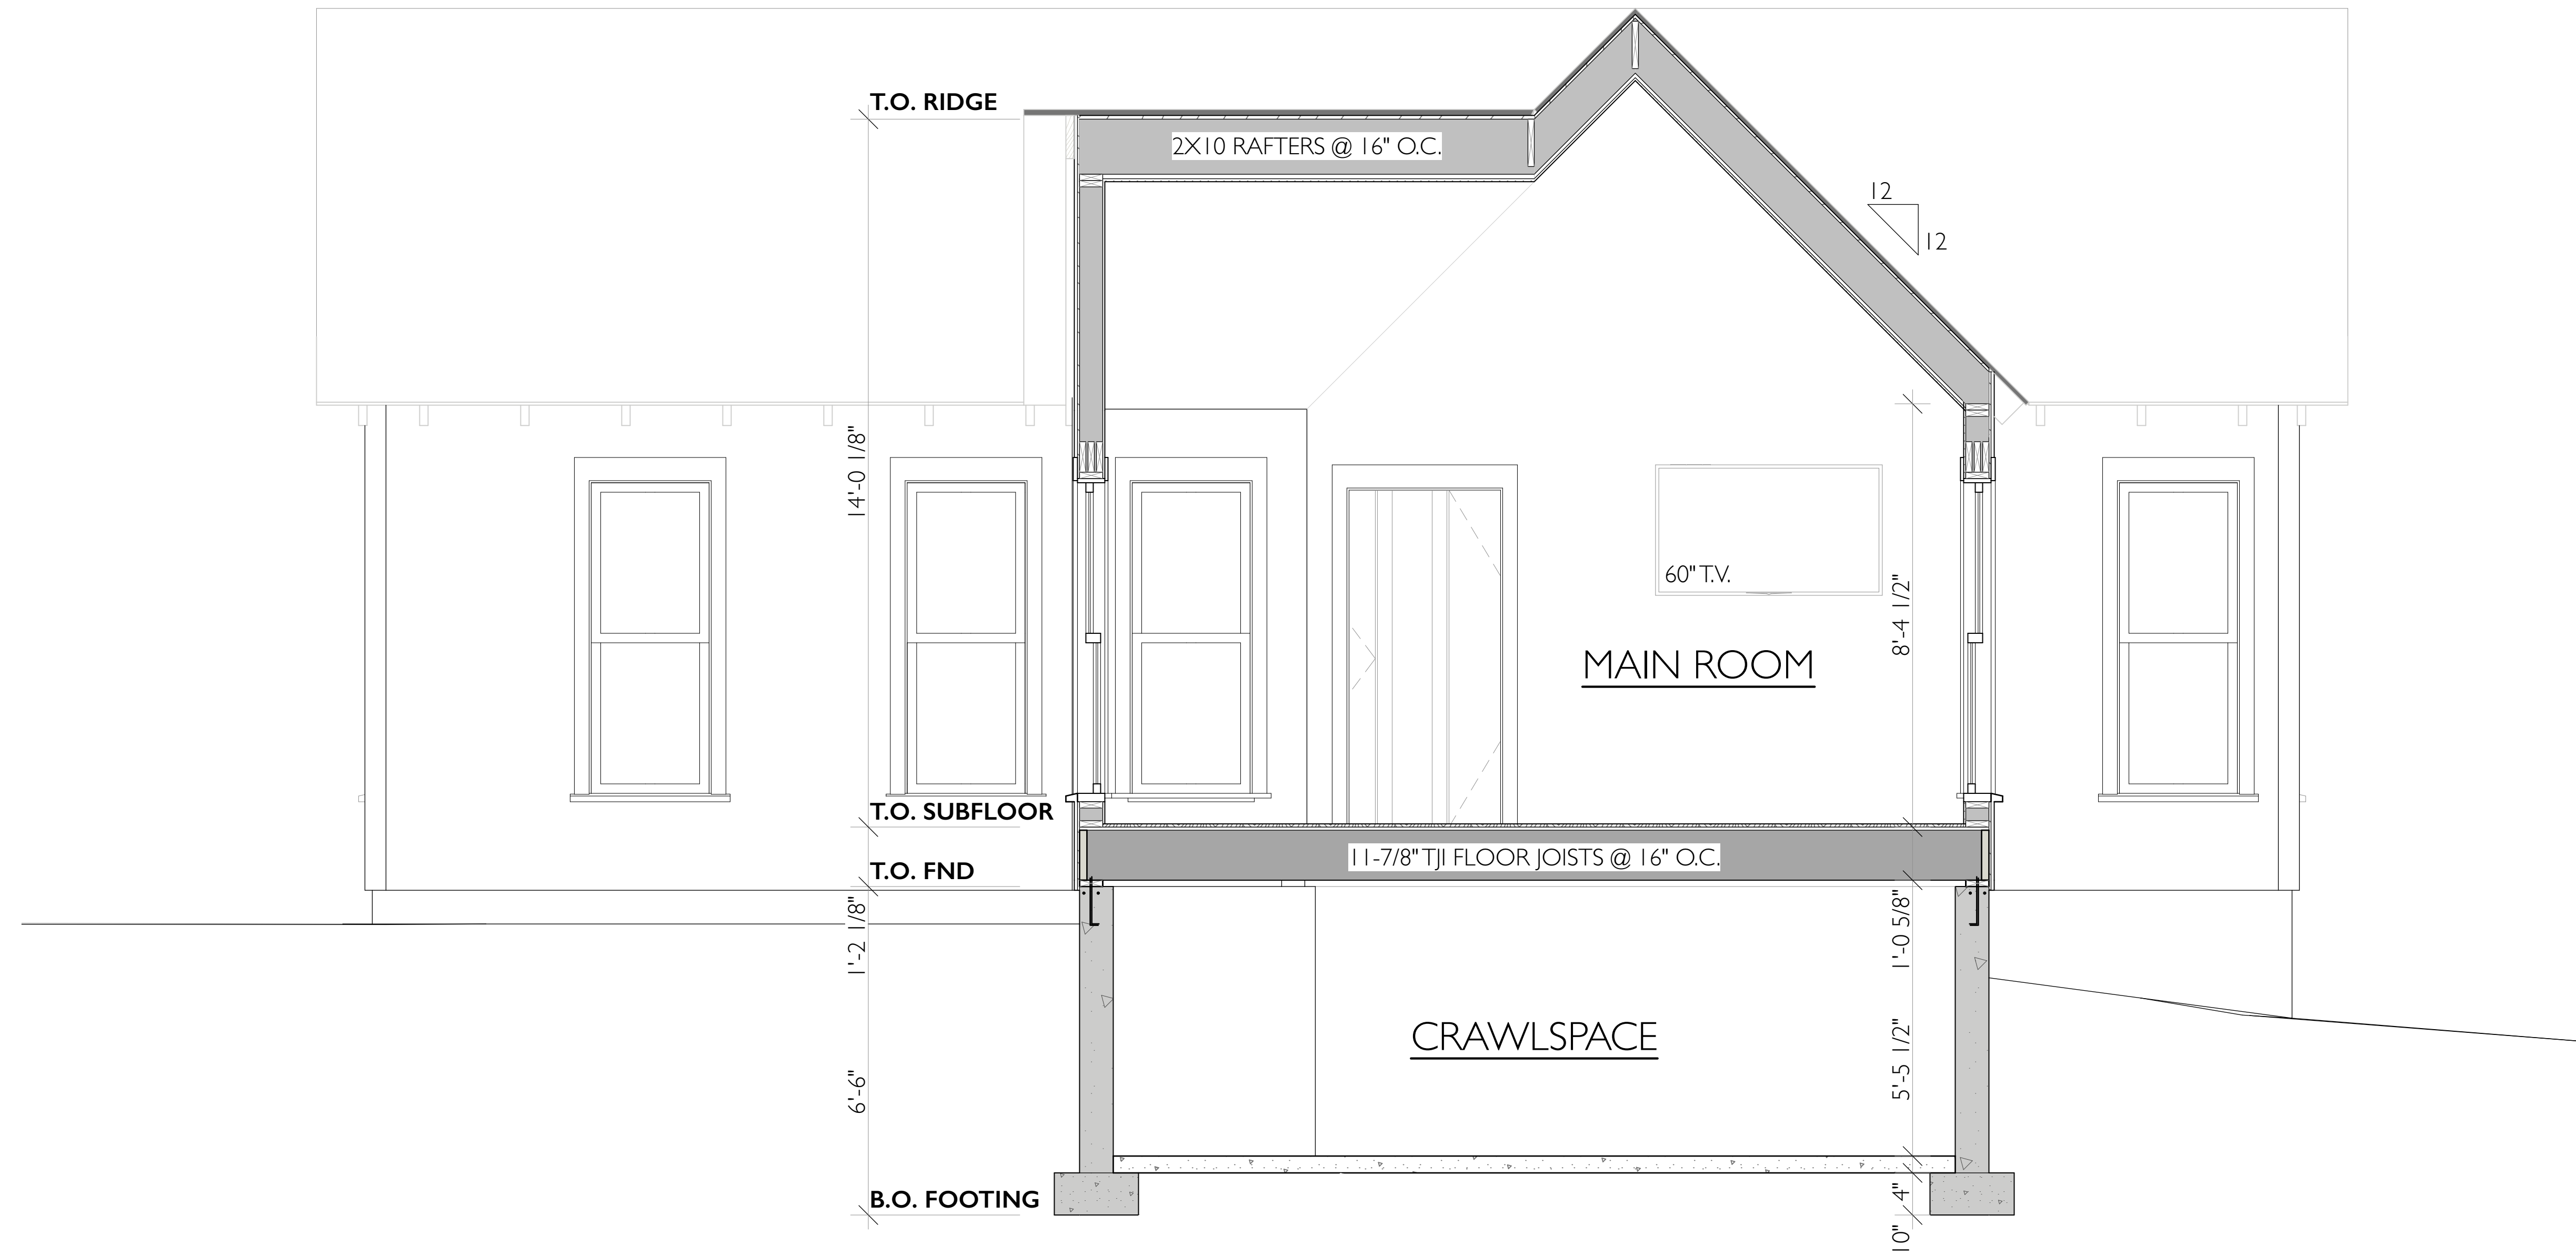 T.O. RIDGE
2X10 RAFTERS @ 16" O.C.
12
12
14'-0 1/8"
60" T.V.
8'-4 1/2"
MAIN ROOM
T.O. SUBFLOOR
11-7/8" TJI FLOOR JOISTS @ 16" O.C.
T.O. FND
1'-2 1/8"
1'-0 5/8"
CRAWLSPACE
5'-5 1/2"
6'-6"
B.O. FOOTING
4"
10"